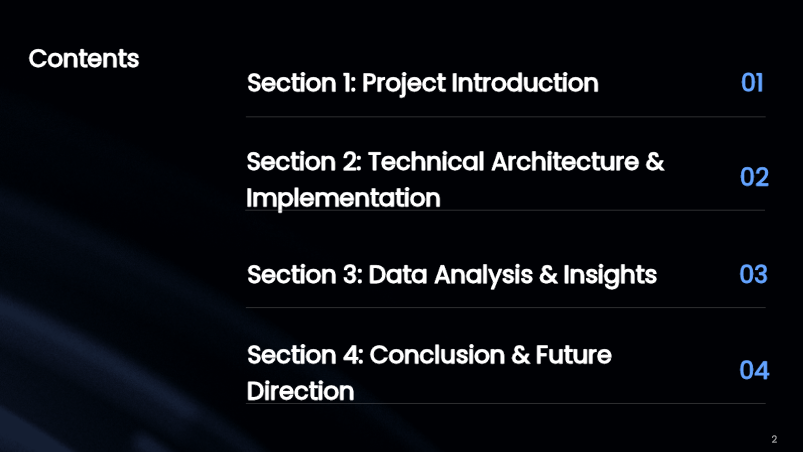 Contents
Section 1: Project Introduction
01
Section 2: Technical Architecture &
Implementation
02
Section 3: Data Analysis & Insights
03
Section 4: Conclusion & Future
Direction
04
2